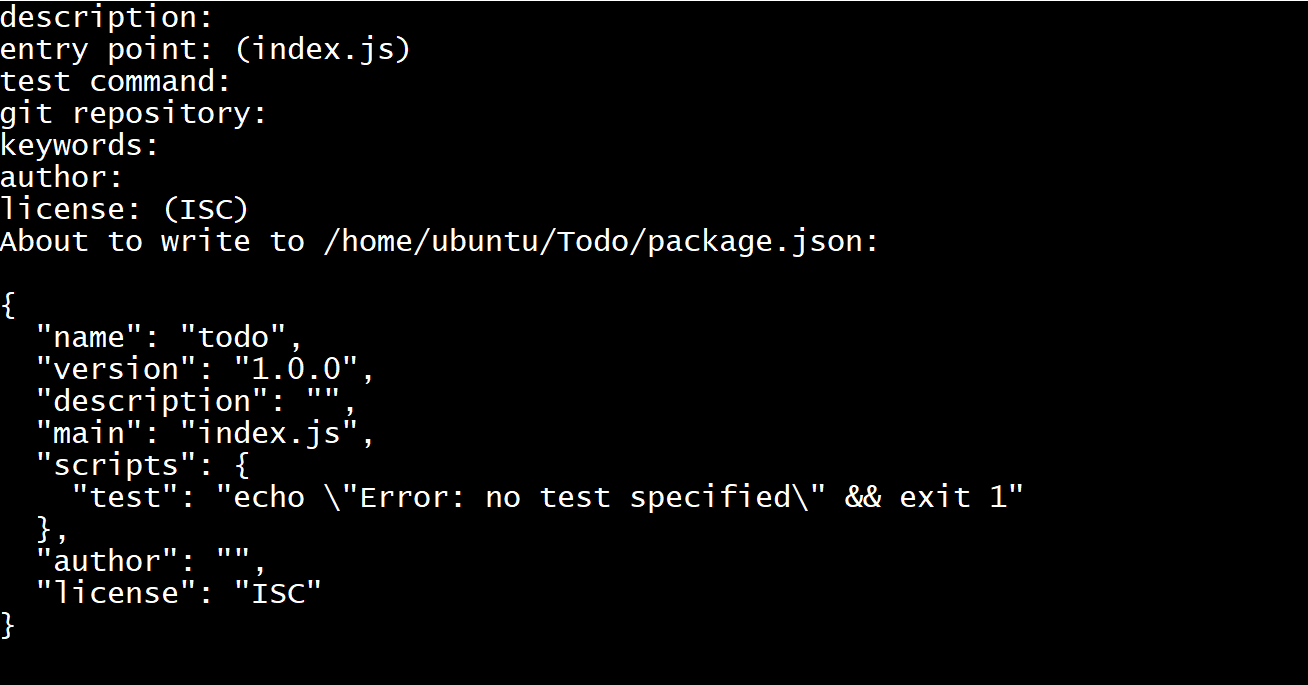 description:
entry point: (index.js)
test command:
git repository:
keywords:
author:
license: (ISC)
About to write to /home/ubuntu/Todo/package.json:

{
  "name": "todo",
  "version": "1.0.0",
  "description": "",
  "main": "index.js",
  "scripts": {
    "test": "echo \"Error: no test specified\" && exit 1"
  },
  "author": "",
  "license": "ISC"
}